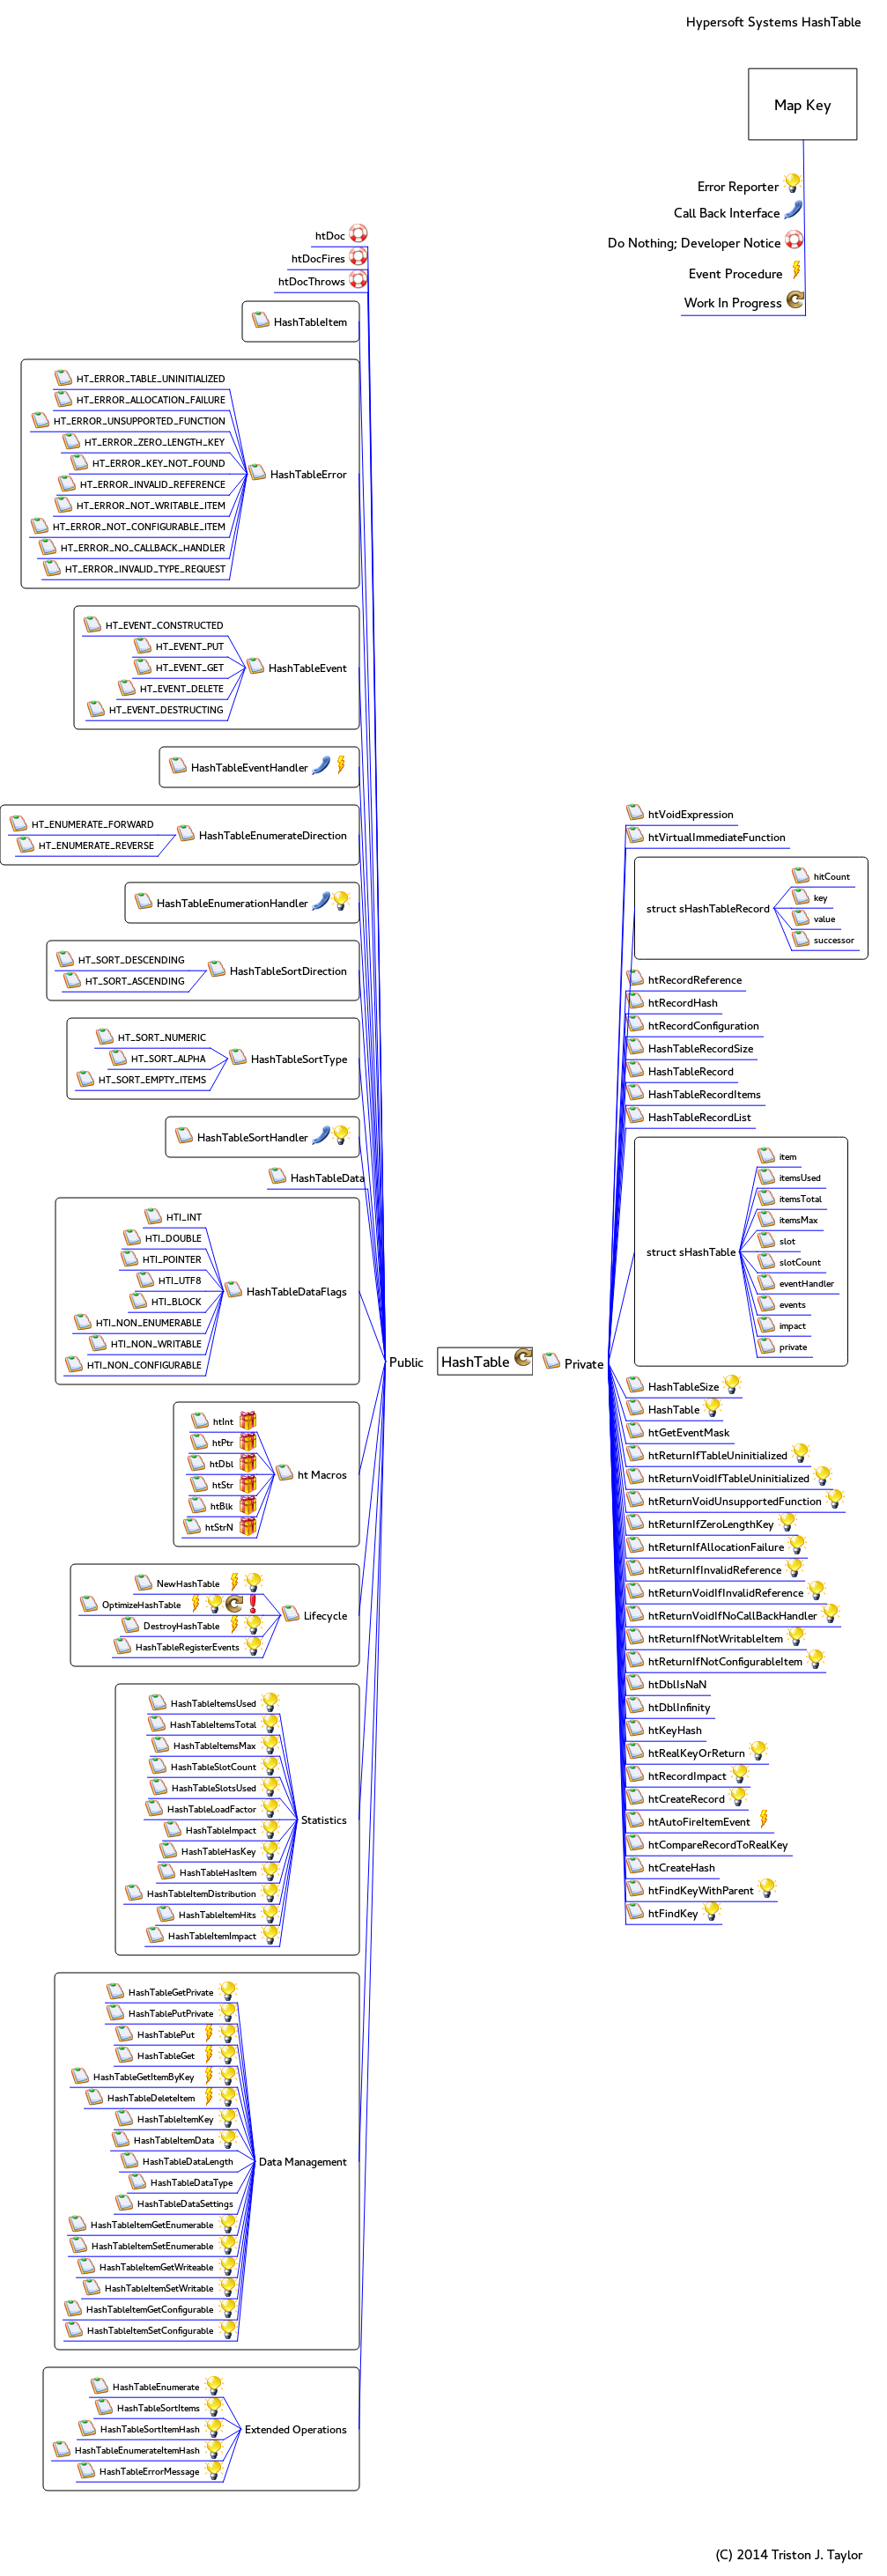 Hypersoft Systems HashTable
Map Key
Error Reporter
Call Back Interface
Do Nothing; Developer Notice
Event Procedure
Work In Progress
htDoc
htDocFires
htDocThrows
HashTableItem
HT_ERROR_TABLE_UNINITIALIZED
HT_ERROR_ALLOCATION_FAILURE
HT_ERROR_UNSUPPORTED_FUNCTION
HT_ERROR_ZERO_LENGTH_KEY
HT_ERROR_KEY_NOT_FOUND
HT_ERROR_INVALID_REFERENCE
HT_ERROR_NOT_WRITABLE_ITEM
HT_ERROR_NOT_CONFIGURABLE_ITEM
HT_ERROR_NO_CALLBACK_HANDLER
HT_ERROR_INVALID_TYPE_REQUEST
HashTableError
HT_EVENT_CONSTRUCTED
HT_EVENT_PUT
HT_EVENT_GET
HT_EVENT_DELETE
HT_EVENT_DESTRUCTING
HashTableEvent
HashTableEventHandler
HT_ENUMERATE_FORWARD
HT_ENUMERATE_REVERSE
HashTableEnumerateDirection
HashTableEnumerationHandler
HT_SORT_DESCENDING
HT_SORT_ASCENDING
HashTableSortDirection
HT_SORT_NUMERIC
HT_SORT_ALPHA
HT_SORT_EMPTY_ITEMS
HashTableSortType
HashTableSortHandler
HashTableData
HTI_INT
HTI_DOUBLE
HTI_POINTER
HTI_UTF8
HTI_BLOCK
HTI_NON_ENUMERABLE
HTI_NON_WRITABLE
HTI_NON_CONFIGURABLE
HashTableDataFlags
htInt
htPtr
htDbl
htStr
htBlk
htStrN
ht Macros
NewHashTable
OptimizeHashTable
DestroyHashTable
HashTableRegisterEvents
Lifecycle
HashTableItemsUsed
HashTableItemsTotal
HashTableItemsMax
HashTableSlotCount
HashTableSlotsUsed
HashTableLoadFactor
HashTableImpact
HashTableHasKey
HashTableHasItem
HashTableItemDistribution
HashTableItemHits
HashTableItemImpact
Statistics
HashTableGetPrivate
HashTablePutPrivate
HashTablePut
HashTableGet
HashTableGetItemByKey
HashTableDeleteItem
HashTableItemKey
HashTableItemData
HashTableDataLength
HashTableDataType
HashTableDataSettings
HashTableItemGetEnumerable
HashTableItemSetEnumerable
HashTableItemGetWriteable
HashTableItemSetWritable
HashTableItemGetConfigurable
HashTableItemSetConfigurable
Data Management
HashTableEnumerate
HashTableSortItems
HashTableSortItemHash
HashTableEnumerateItemHash
HashTableErrorMessage
Extended Operations
Public
HashTable
Private
htVoidExpression
htVirtualImmediateFunction
struct sHashTableRecord
hitCount
key
value
successor
htRecordReference
htRecordHash
htRecordConfiguration
HashTableRecordSize
HashTableRecord
HashTableRecordItems
HashTableRecordList
struct sHashTable
item
itemsUsed
itemsTotal
itemsMax
slot
slotCount
eventHandler
events
impact
private
HashTableSize
HashTable
htGetEventMask
htReturnIfTableUninitialized
htReturnVoidIfTableUninitialized
htReturnVoidUnsupportedFunction
htReturnIfZeroLengthKey
htReturnIfAllocationFailure
htReturnIfInvalidReference
htReturnVoidIfInvalidReference
htReturnVoidIfNoCallBackHandler
htReturnIfNotWritableItem
htReturnIfNotConfigurableItem
htDblIsNaN
htDblInfinity
htKeyHash
htRealKeyOrReturn
htRecordImpact
htCreateRecord
htAutoFireItemEvent
htCompareRecordToRealKey
htCreateHash
htFindKeyWithParent
htFindKey
(C) 2014 Triston J. Taylor